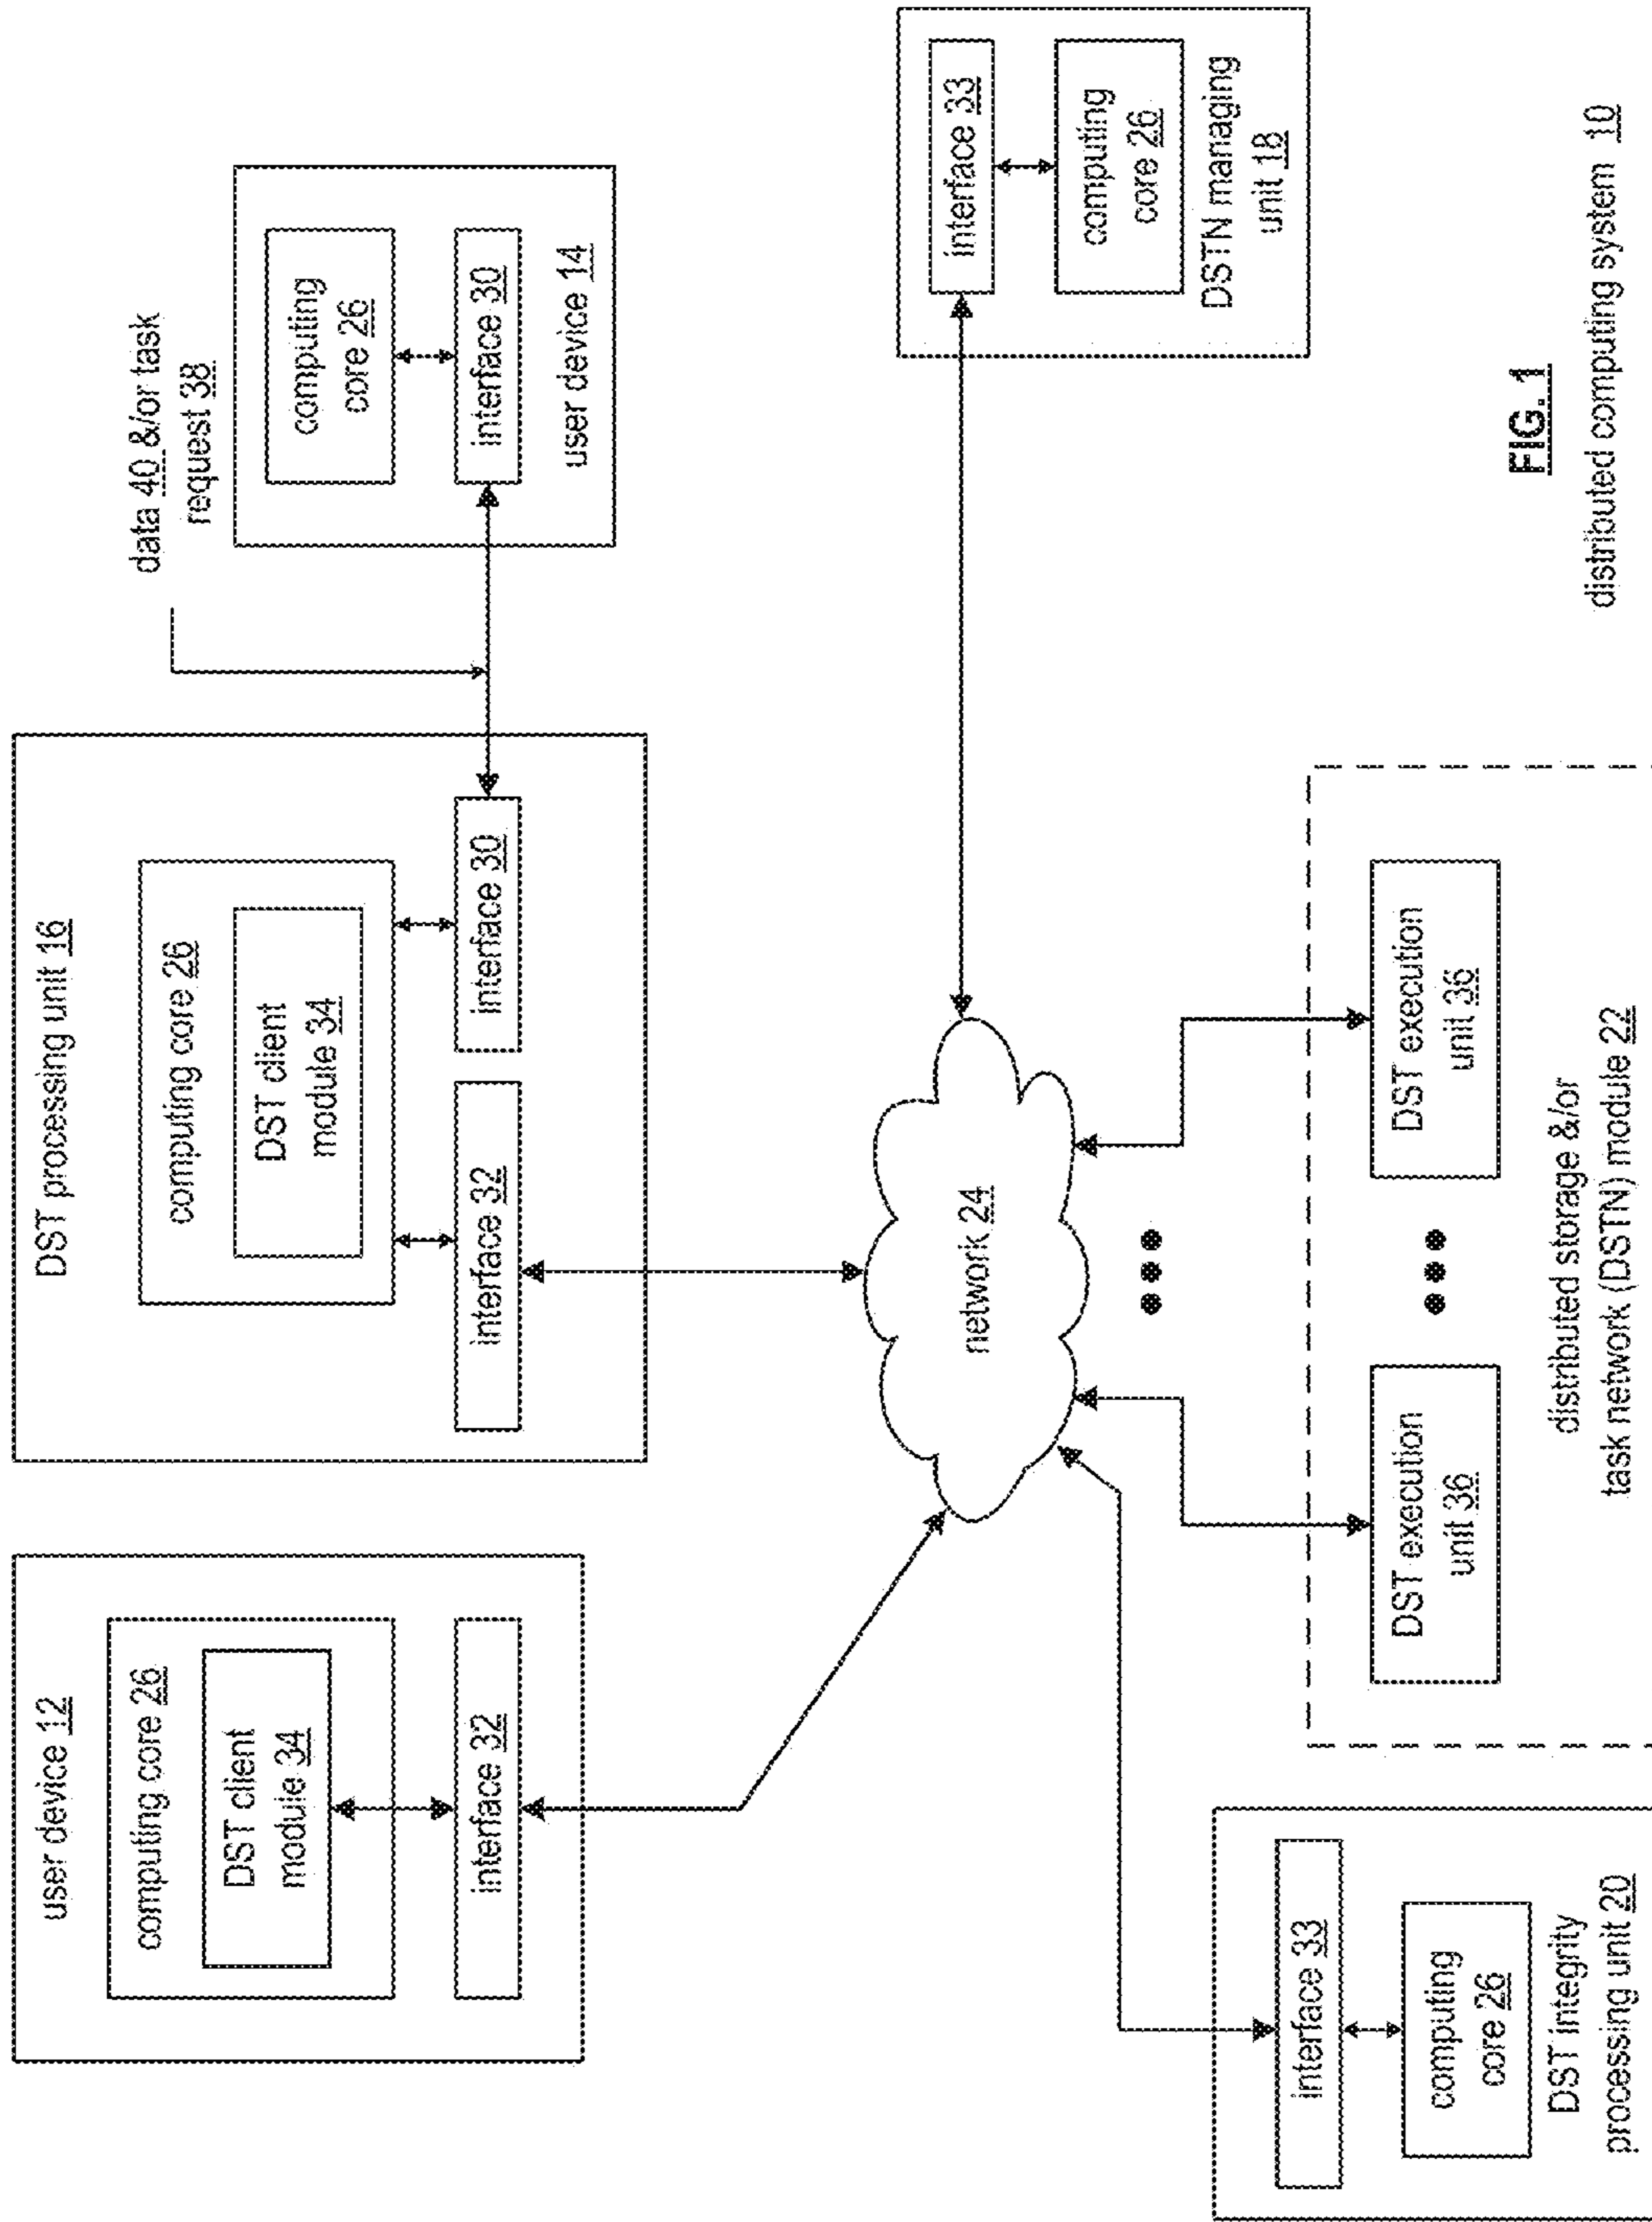 user device 12
computing core 26
DST client
module 34
interface 32
DST processing unit 16
computing core 26
DST client
module 34
interface 32
interface 30
data 40 &/or task
request 38
computing
core 26
interface 30
user device 14
network 24
interface 33
computing
core 26
DSTN managing
unit 18
interface 33
computing
core 26
DST integrity
processing unit 20
DST execution
unit 36
DST execution
unit 36
distributed storage &/or
task network (DSTN) module 22
FIG. 1
distributed computing system 10